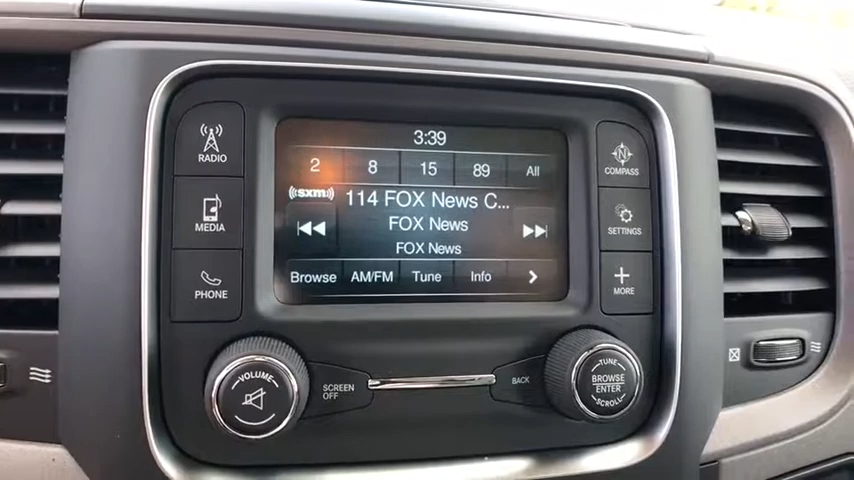 3:39
2 8 15 89 All
((sxm))
114 FOX News C...
FOX News
FOX News
Browse AM/FM Tune Info
RADIO
MEDIA
PHONE
COMPASS
SETTINGS
MORE
VOLUME
SCREEN
OFF
BACK
TUNE
BROWSE
ENTER
SCROLL